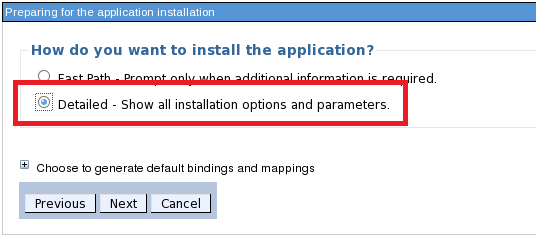 Preparing for the application installation
How do you want to install the application?
Fast Path - Prompt only when additional information is required.
Detailed - Show all installation options and parameters.
Choose to generate default bindings and mappings
Previous Next Cancel